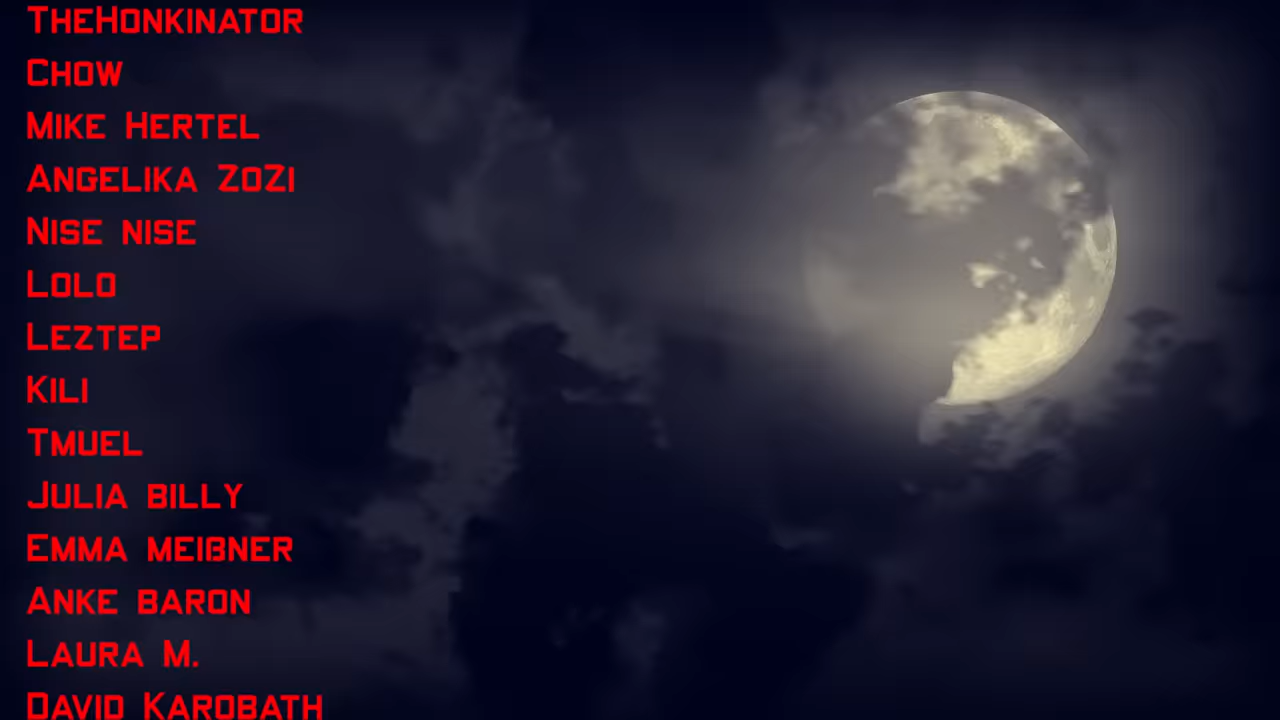 TheHonkinator
Chow
Mike Hertel
Angelika ZoZi
Nise nise
Lolo
Leztep
Kili
Tmuel
Julia billy
Emma meißner
Anke baron
Laura M.
David Karobath